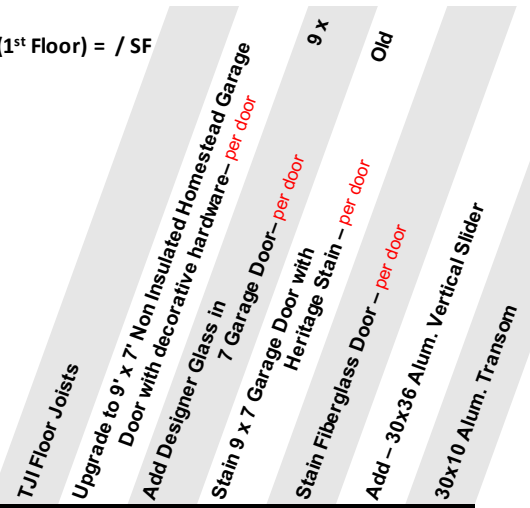 (1st Floor) = / SF
TJI Floor Joists
Upgrade to 9' x 7' Non Insulated Homestead Garage
Door with decorative hardware– per door
Add Designer Glass in 9 x
7 Garage Door– per door
Stain 9 x 7 Garage Door with Old
Heritage Stain – per door
Stain Fiberglass Door – per door
Add – 30x36 Alum. Vertical Slider
30x10 Alum. Transom